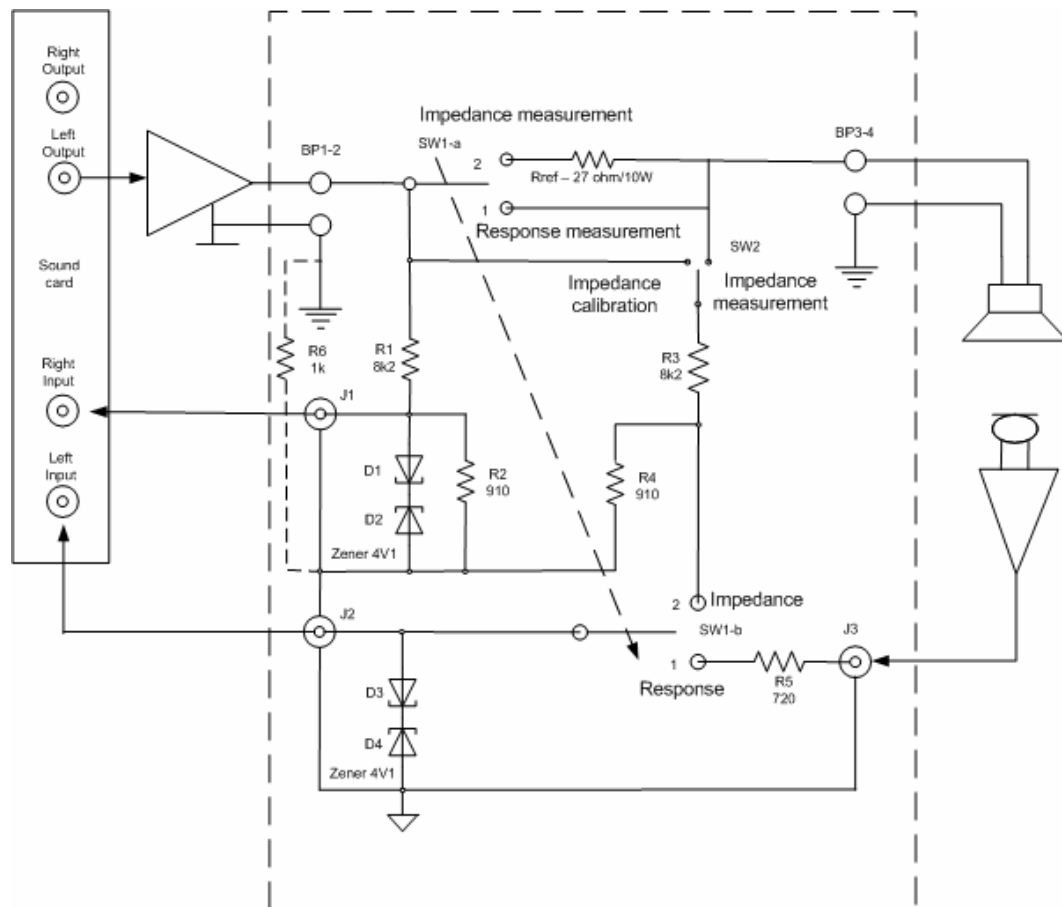 Right
Output
Left
Output
Sound
card
Right
Input
Left
Input
BP1-2
Impedance measurement
SW1-a
2
Rref – 27 ohm/10W
1
Response measurement
BP3-4
SW2
Impedance
calibration
Impedance
measurement
R6
1k
R1
8k2
R3
8k2
J1
D1
D2
R2
910
R4
910
Zener 4V1
J2
2
Impedance
SW1-b
1
Response
R5
720
J3
D3
D4
Zener 4V1